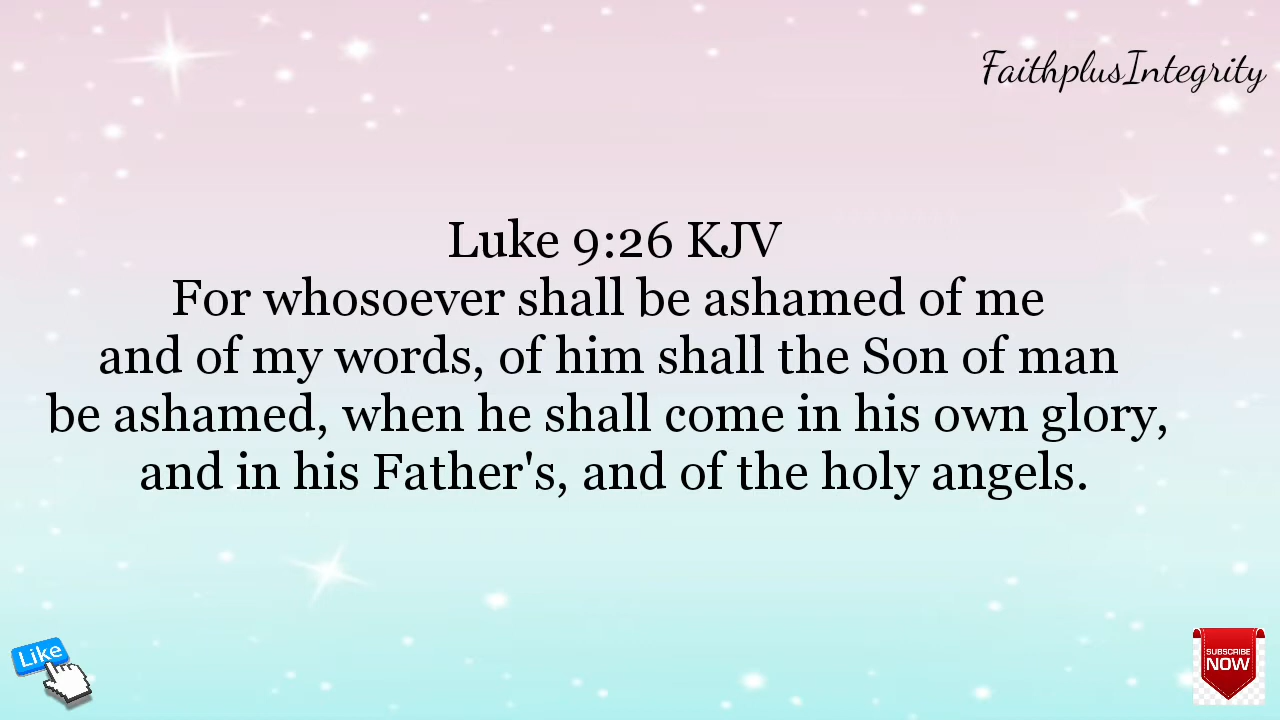 FaithplusIntegrity
Luke 9:26 KJV
For whosoever shall be ashamed of me
and of my words, of him shall the Son of man
be ashamed, when he shall come in his own glory,
and in his Father's, and of the holy angels.
Like
SUBSCRIBE
NOW